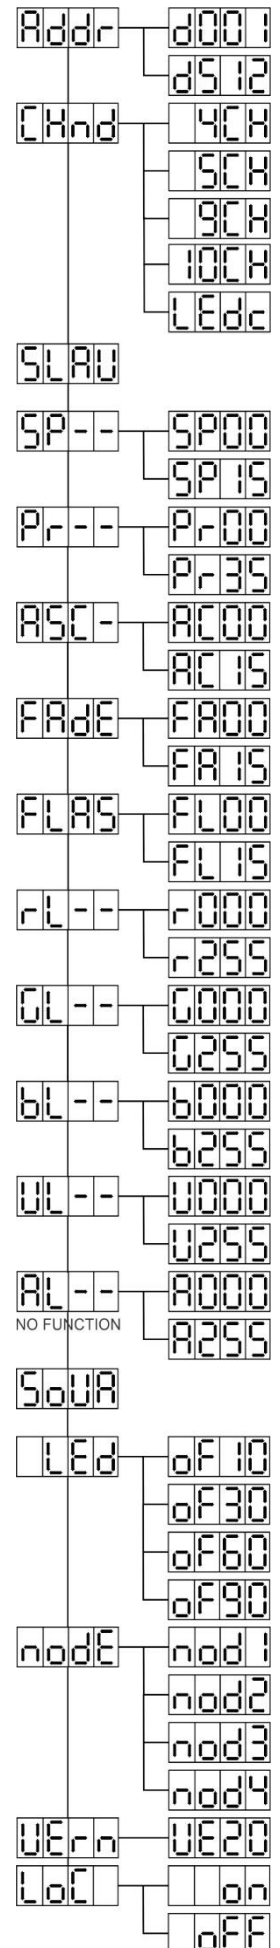 Addr d001
d512
CHnd 4CH
5CH
9CH
10CH
LEdc
SLAU
SP-- SP00
SP15
Pr-- Pr00
Pr35
ASC- AC00
AC15
FAdE FA00
FA15
FLAS FL00
FL15
rL-- r000
r255
GL-- G000
G255
bL-- b000
b255
UL-- U000
U255
AL-- A000
NO FUNCTION
A255
SoUA
LEd oF10
oF30
oF60
oF90
nodE nod1
nod2
nod3
nod4
UErn UE20
LoC on
oFF